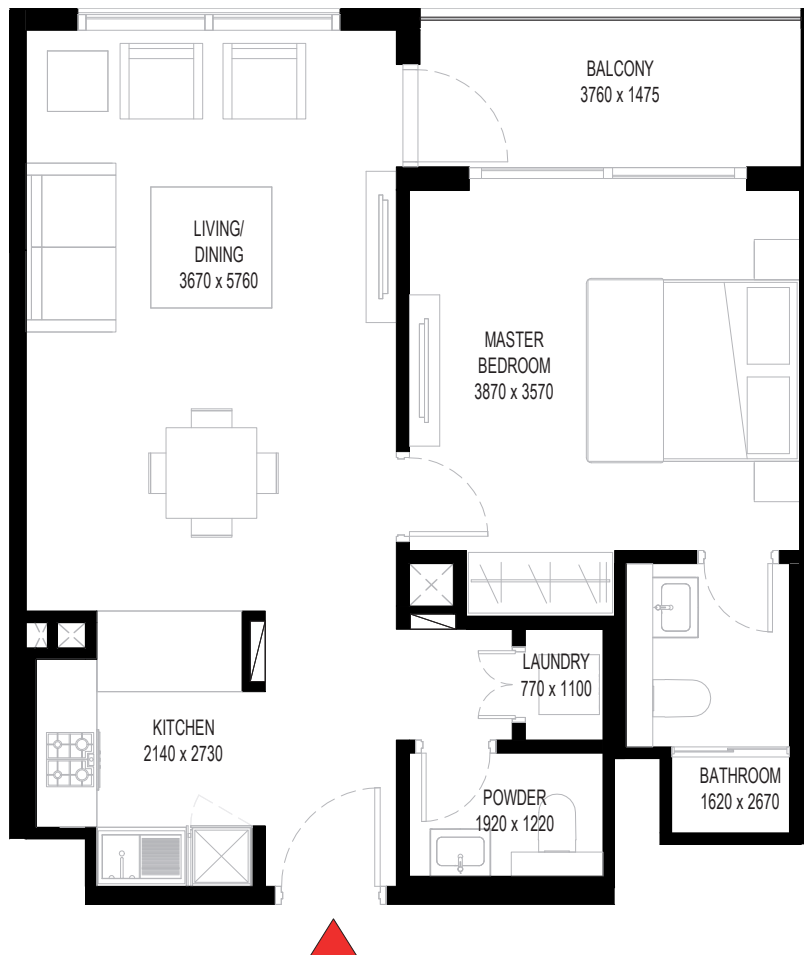 BALCONY
3760 x 1475
LIVING/
DINING
3670 x 5760
MASTER
BEDROOM
3870 x 3570
LAUNDRY
770 x 1100
KITCHEN
2140 x 2730
POWDER
1920 x 1220
BATHROOM
1620 x 2670